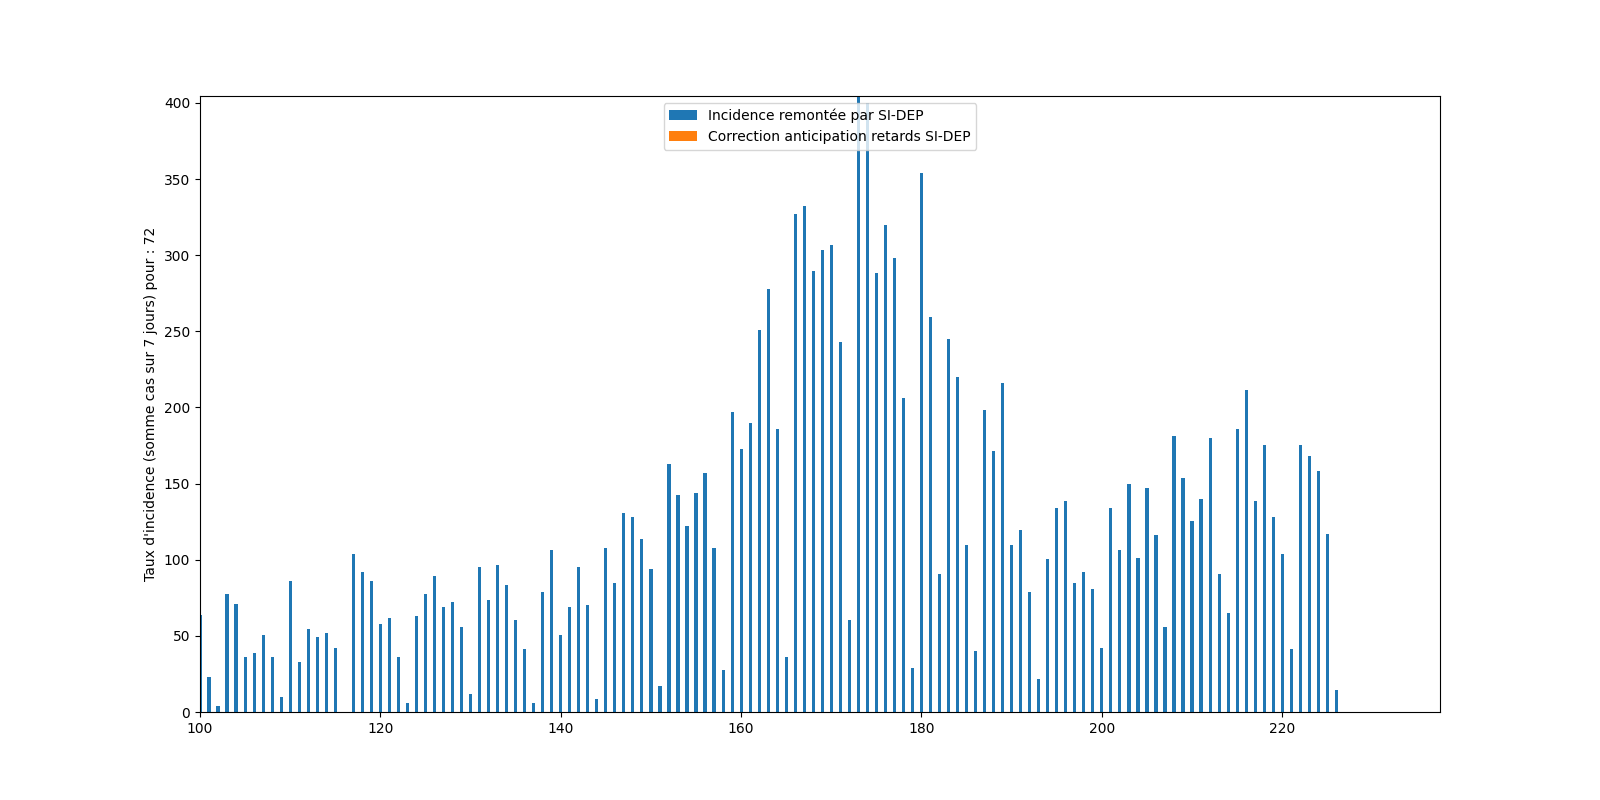 Incidence remontée par SI-DEP
Correction anticipation retards SI-DEP
Taux d'incidence (somme cas sur 7 jours) pour : 72
400
350
300
250
200
150
100
50
0
100 120 140 160 180 200 220